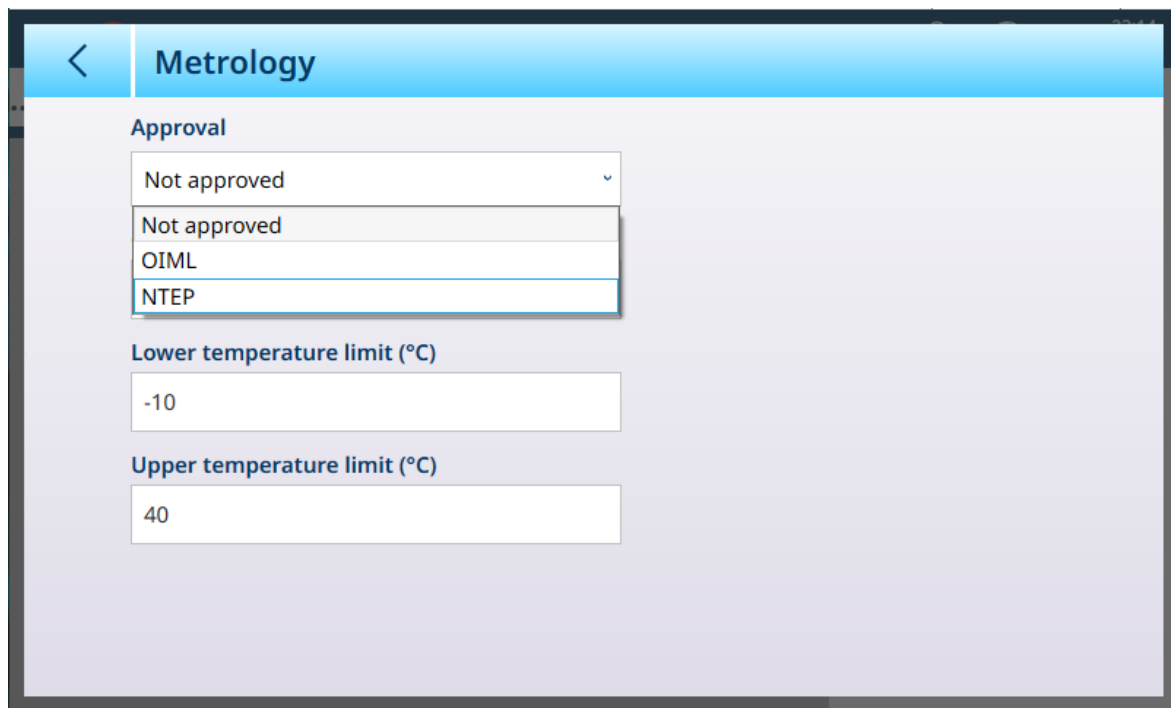 Metrology
Approval
Not approved
Not approved
OIML
NTEP
Lower temperature limit (°C)
-10
Upper temperature limit (°C)
40